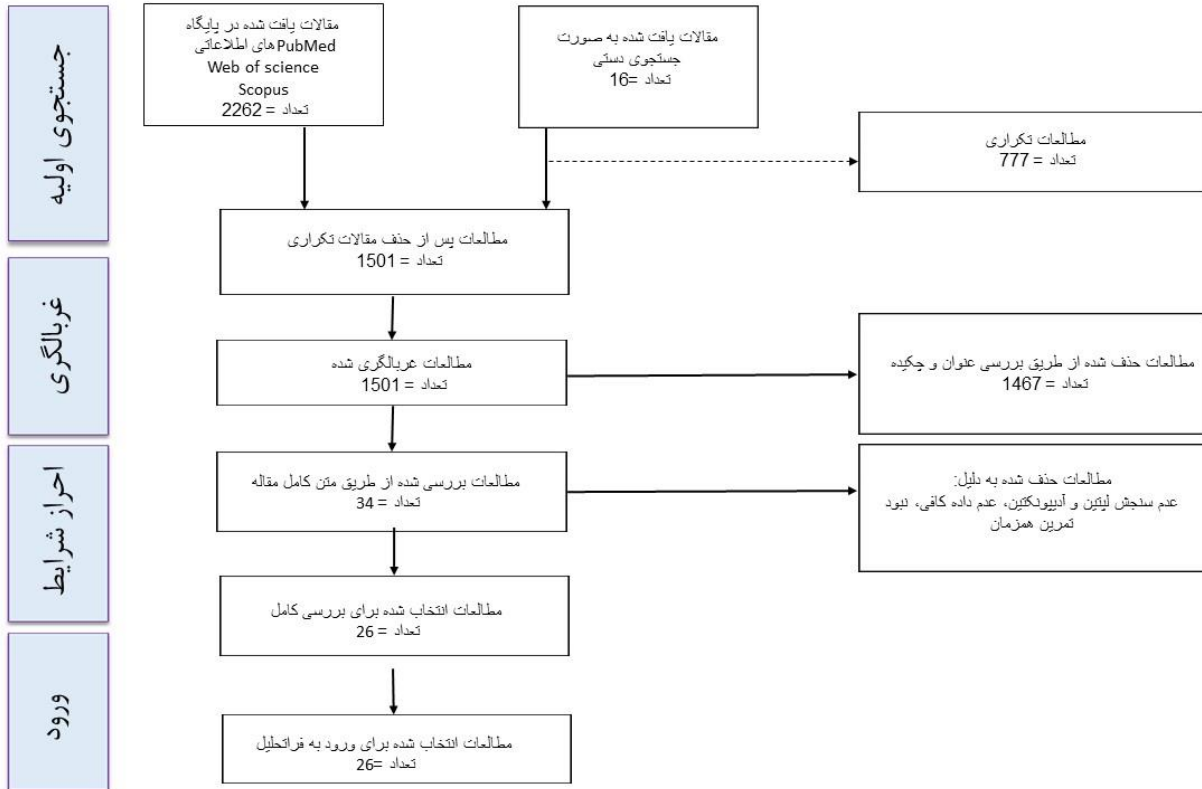 جستجوی اولیه
مقالات یافت شده در پایگاه
های اطلاعاتیPubMed
Web of science
Scopus
تعداد = 2262
مقالات یافت شده به صورت
جستجوی دستی
تعداد =16
مطالعات تکراری
تعداد = 777
مطالعات پس از حذف مقالات تکراری
تعداد = 1501
غربالگری
مطالعات غربالگری شده
تعداد = 1501
مطالعات حذف شده از طریق بررسی عنوان و چکیده
تعداد = 1467
احراز شرایط
مطالعات بررسی شده از طریق متن کامل مقاله
تعداد = 34
مطالعات حذف شده به دلیل:
عدم سنجش لپتین و آدیپونکتین، عدم داده کافی، نبود
تمرین همزمان
مطالعات انتخاب شده برای بررسی کامل
تعداد = 26
ورود
مطالعات انتخاب شده برای ورود به فراتحلیل
تعداد =26